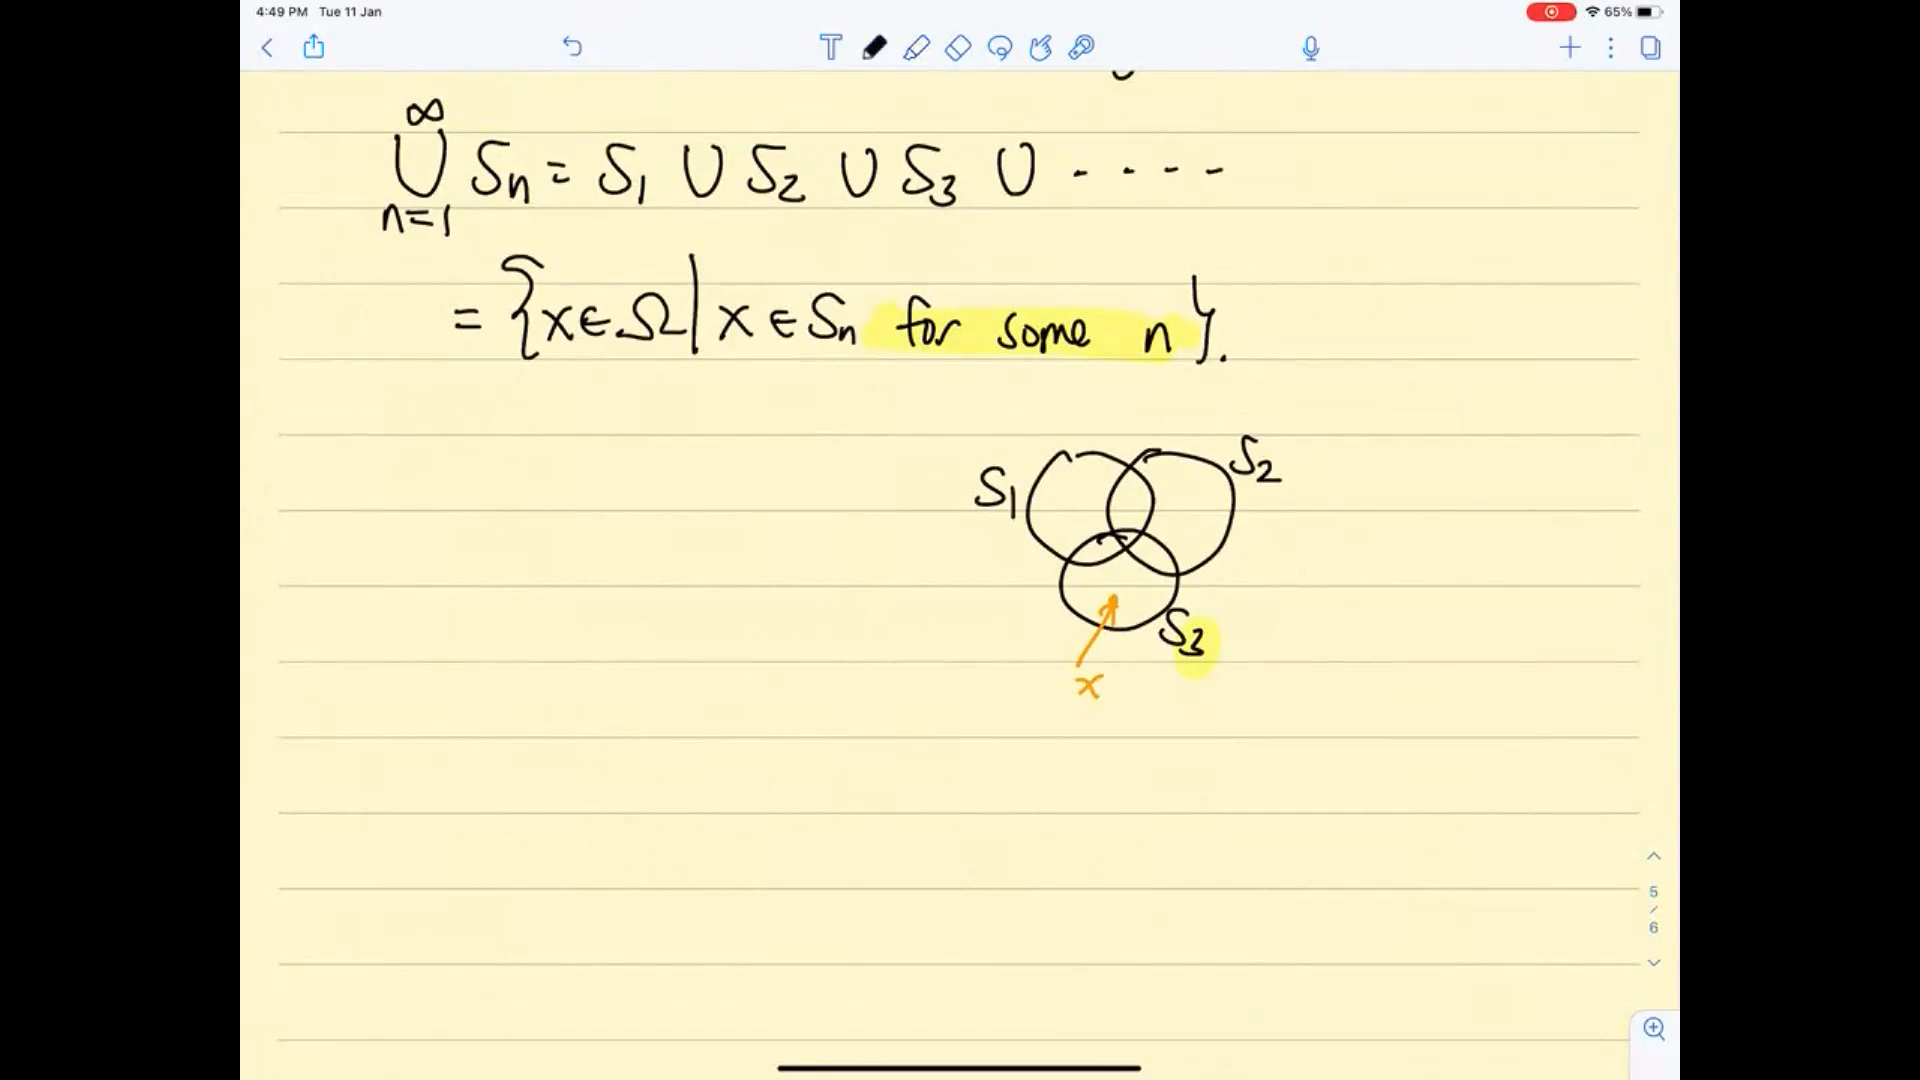 4:49 PM Tue 11 Jan
65%
∞
⋃ Sn = S1 ∪ S2 ∪ S3 ∪ .....
n=1
= {x∈Ω | x∈Sn for some n}.
S1
S2
S3
x
5
/
6